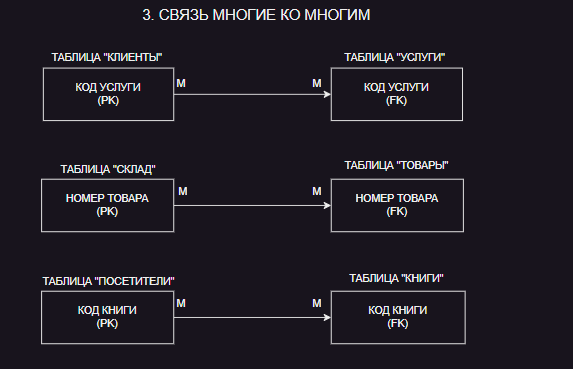 3. СВЯЗЬ МНОГИЕ КО МНОГИМ
ТАБЛИЦА "КЛИЕНТЫ"
ТАБЛИЦА "УСЛУГИ"
КОД УСЛУГИ
(PK)
M
M
КОД УСЛУГИ
(FK)
ТАБЛИЦА "СКЛАД"
ТАБЛИЦА "ТОВАРЫ"
НОМЕР ТОВАРА
(PK)
M
M
НОМЕР ТОВАРА
(FK)
ТАБЛИЦА "ПОСЕТИТЕЛИ"
ТАБЛИЦА "КНИГИ"
КОД КНИГИ
(PK)
M
M
КОД КНИГИ
(FK)